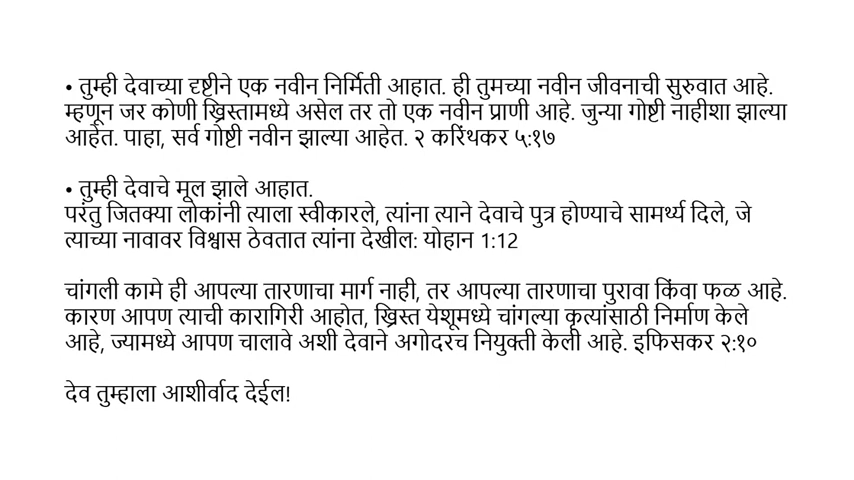 • तुम्ही देवाच्या दृष्टीने एक नवीन निर्मिती आहात. ही तुमच्या नवीन जीवनाची सुरुवात आहे.
म्हणून जर कोणी ख्रिस्तामध्ये असेल तर तो एक नवीन प्राणी आहे. जुन्या गोष्टी नाहीशा झाल्या
आहेत. पाहा, सर्व गोष्टी नवीन झाल्या आहेत. २ करिंथकर ५:१७
• तुम्ही देवाचे मूल झाले आहात.
परंतु जितक्या लोकांनी त्याला स्वीकारले, त्यांना त्याने देवाचे पुत्र होण्याचे सामर्थ्य दिले, जे
त्याच्या नावावर विश्वास ठेवतात त्यांना देखील: योहान 1:12
चांगली कामे ही आपल्या तारणाचा मार्ग नाही, तर आपल्या तारणाचा पुरावा किंवा फळ आहे.
कारण आपण त्याची कारागिरी आहोत, ख्रिस्त येशूमध्ये चांगल्या कृत्यांसाठी निर्माण केले
आहे, ज्यामध्ये आपण चालावे अशी देवाने अगोदरच नियुक्ती केली आहे. इफिसकर २:१०
देव तुम्हाला आशीर्वाद देईल!